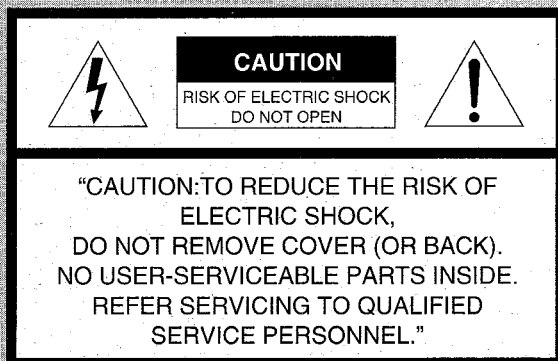 CAUTION
RISK OF ELECTRIC SHOCK
DO NOT OPEN
"CAUTION:TO REDUCE THE RISK OF
ELECTRIC SHOCK,
DO NOT REMOVE COVER (OR BACK).
NO USER-SERVICEABLE PARTS INSIDE.
REFER SERVICING TO QUALIFIED
SERVICE PERSONNEL."